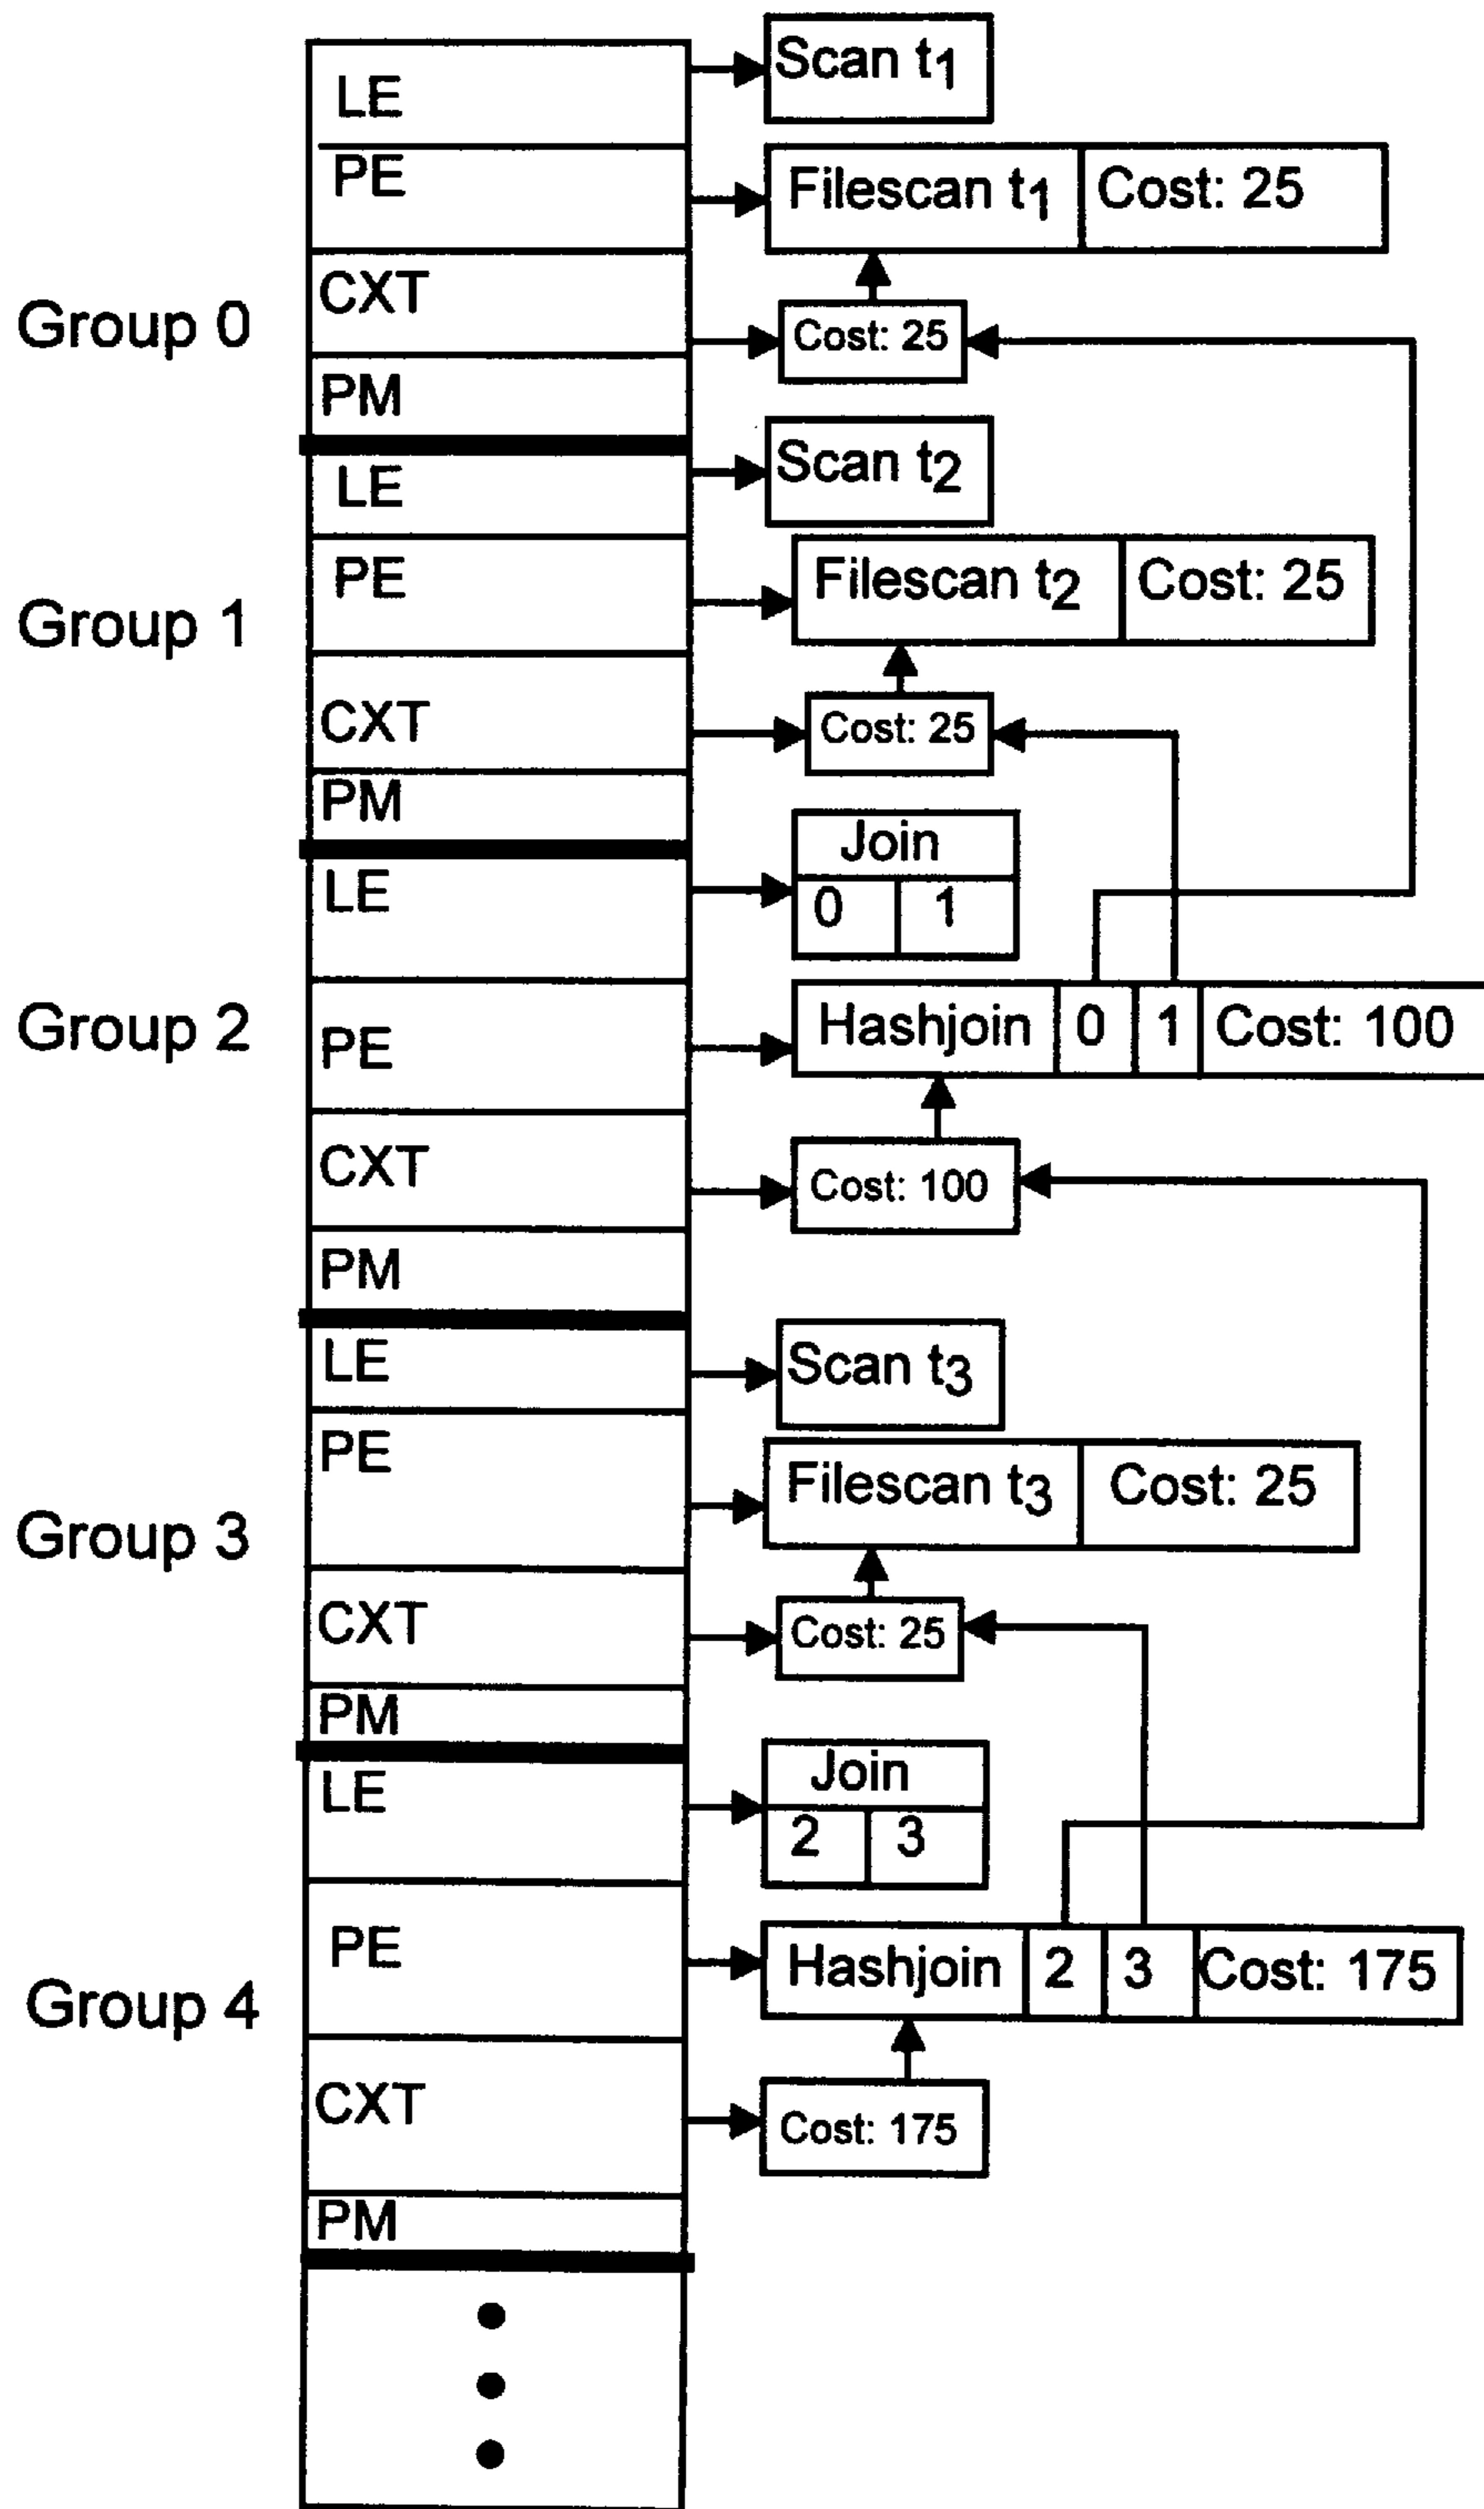 LE
Scan t1
PE
Filescan t1 Cost: 25
Group 0
CXT
Cost: 25
PM
LE
Scan t2
PE
Filescan t2 Cost: 25
Group 1
CXT
Cost: 25
PM
LE
Join
0 1
Group 2
PE
Hashjoin 0 1 Cost: 100
CXT
Cost: 100
PM
LE
Scan t3
PE
Filescan t3 Cost: 25
Group 3
CXT
Cost: 25
PM
LE
Join
2 3
PE
Hashjoin 2 3 Cost: 175
Group 4
CXT
Cost: 175
PM